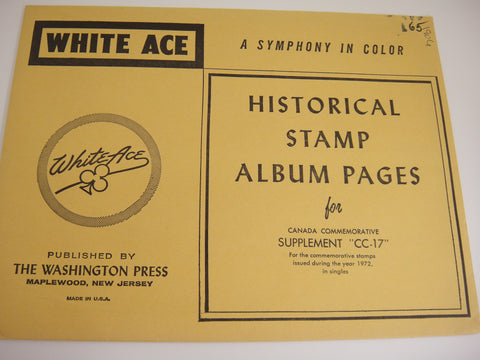 WHITE ACE
A SYMPHONY IN COLOR
HISTORICAL
STAMP
ALBUM PAGES
for
CANADA COMMEMORATIVE
SUPPLEMENT "CC-17"
For the commemorative stamps
issued during the year 1972,
in singles
White Ace
PUBLISHED BY
THE WASHINGTON PRESS
MAPLEWOOD, NEW JERSEY
MADE IN U.S.A.